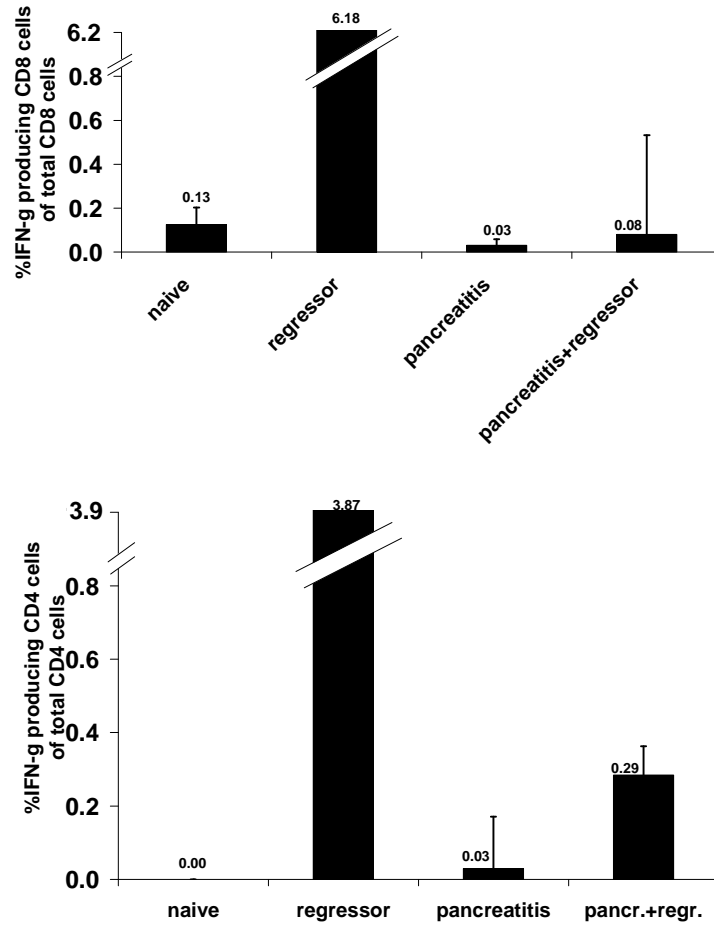 %IFN-g producing CD8 cells
of total CD8 cells
6.2
0.8
0.6
0.4
0.2
0.0
6.18
0.13
0.03
0.08
naive
regressor
pancreatitis
pancreatitis+regressor
%IFN-g producing CD4 cells
of total CD4 cells
3.9
0.8
0.6
0.4
0.2
0.0
3.87
0.00
0.03
0.29
naive
regressor
pancreatitis
pancr.+regr.